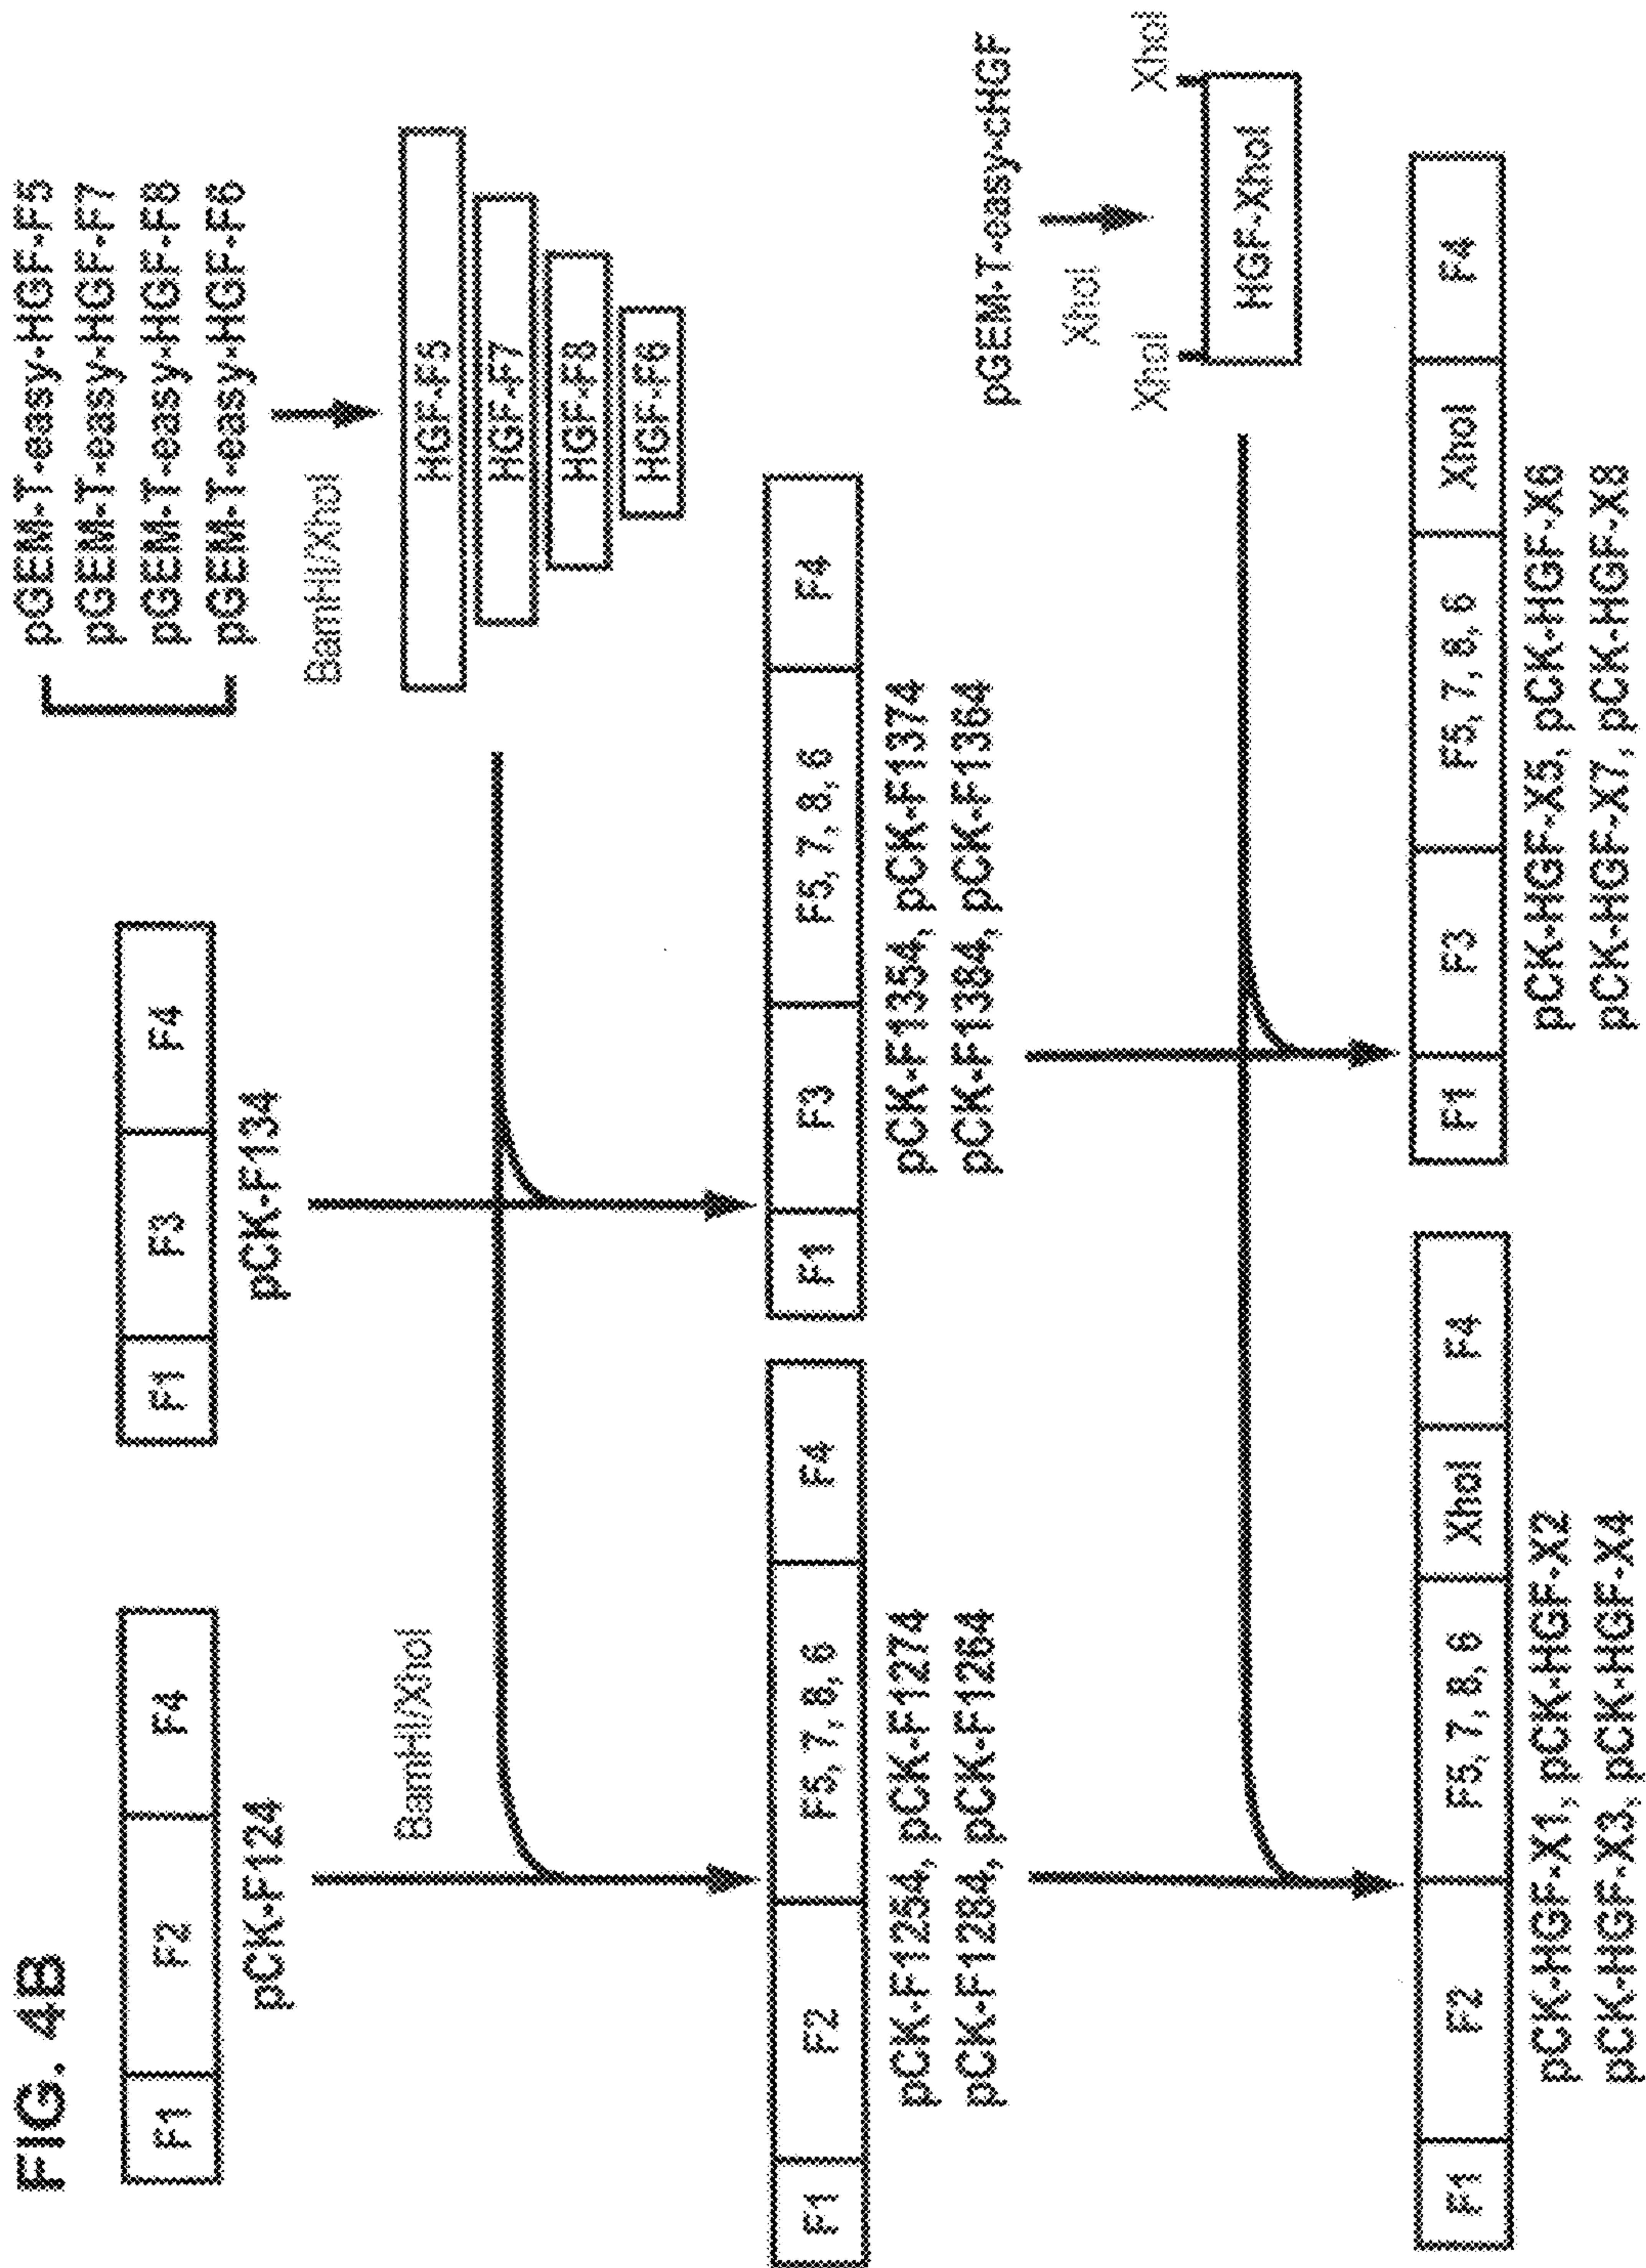 FIG. 4B
F1 F2 F4
pCK-F124
F1 F3 F4
pCK-F134
pGEM-T-easy-HGF-F5
pGEM-T-easy-HGF-F7
pGEM-T-easy-HGF-F8
pGEM-T-easy-HGF-F6
BamHI/XhoI
BamHI/XhoI
HGF-F5
HGF-F7
HGF-F8
HGF-F6
F1 F2 F5, 7, 8, 6 F4
pCK-F1254, pCK-F1274
pCK-F1284, pCK-F1264
F1 F3 F5, 7, 8, 6 F4
pCK-F1354, pCK-F1374
pCK-F1384, pCK-F1364
pGEM-T-easy-cHGF
XhoI
XhoI XhoI
HGF-XhoI
F1 F2 F5, 7, 8, 6 XhoI F4
pCK-HGF-X1, pCK-HGF-X2
pCK-HGF-X3, pCK-HGF-X4
F1 F3 F5, 7, 8, 6 XhoI F4
pCK-HGF-X5, pCK-HGF-X6
pCK-HGF-X7, pCK-HGF-X8